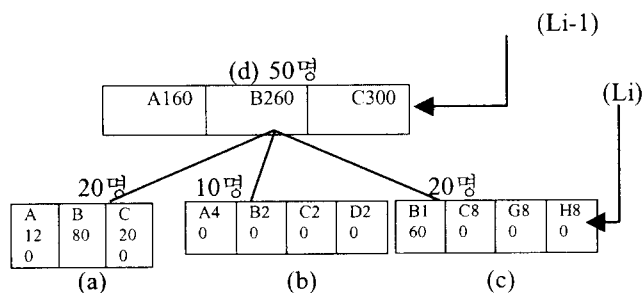 (Li-1)
(d) 50명
A160 B260 C300
(Li)
20명 10명 20명
A B C A4 B2 C2 D2 B1 C8 G8 H8
12 80 20 0 0 0 0 60 0 0 0
0 0
(a) (b) (c)